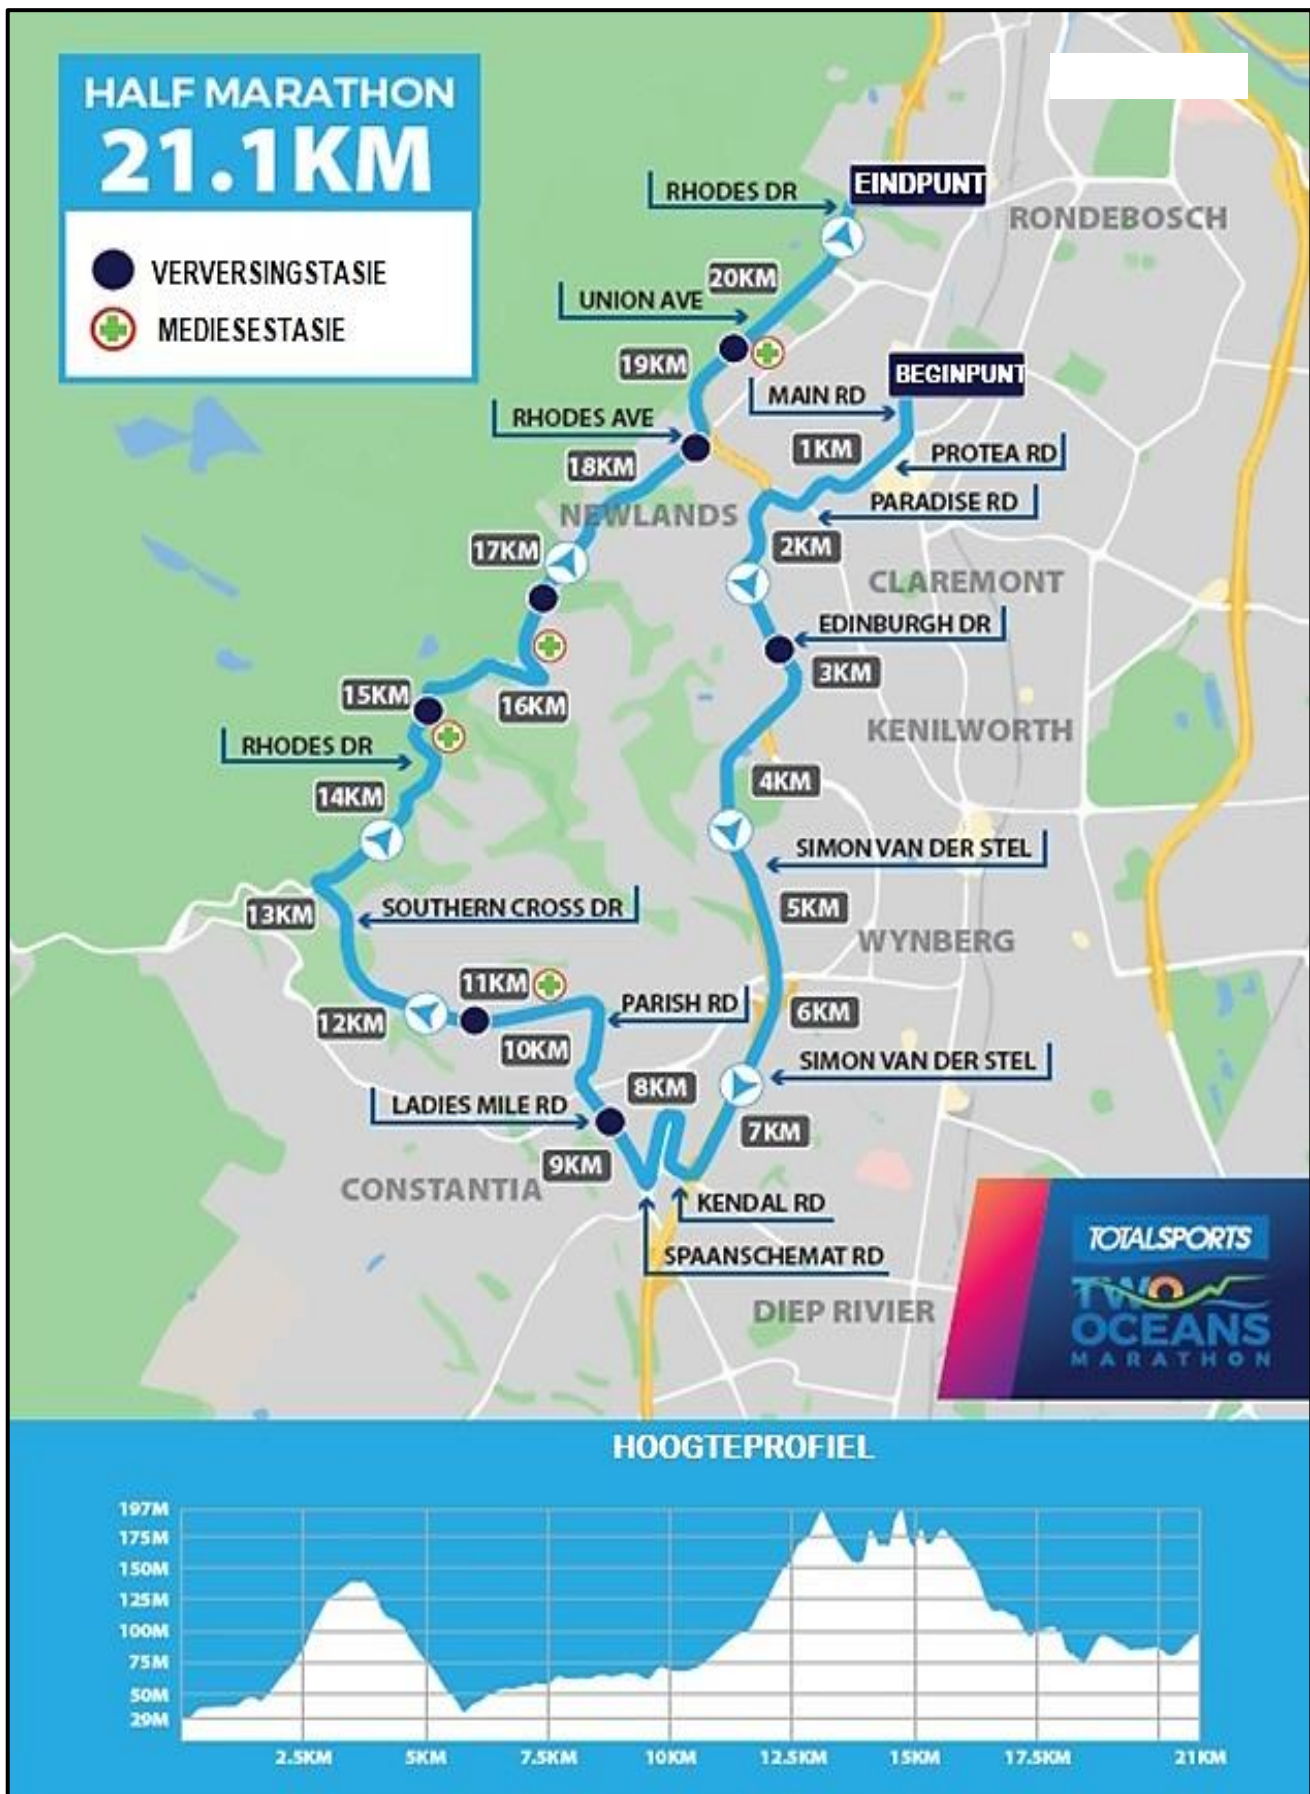 HALF MARATHON
21.1KM
VERVERSINGSTASIE
MEDIESESTASIE
RHODES DR
EINDPUNT
RONDEBOSCH
20KM
UNION AVE
19KM
BEGINPUNT
MAIN RD
RHODES AVE
1KM
PROTEA RD
18KM
PARADISE RD
NEWLANDS
17KM
2KM
CLAREMONT
EDINBURGH DR
3KM
15KM
16KM
KENILWORTH
RHODES DR
14KM
4KM
SIMON VAN DER STEL
13KM
SOUTHERN CROSS DR
5KM
WYNBERG
11KM
PARISH RD
12KM
6KM
10KM
SIMON VAN DER STEL
8KM
LADIES MILE RD
7KM
9KM
CONSTANTIA
KENDAL RD
SPAANSCHEMAT RD
DIEP RIVIER
TOTALSPORTS
TWO
OCEANS
MARATHON
HOOGTEPROFIEL
197M
175M
150M
125M
100M
75M
50M
29M
2.5KM 5KM 7.5KM 10KM 12.5KM 15KM 17.5KM 21KM